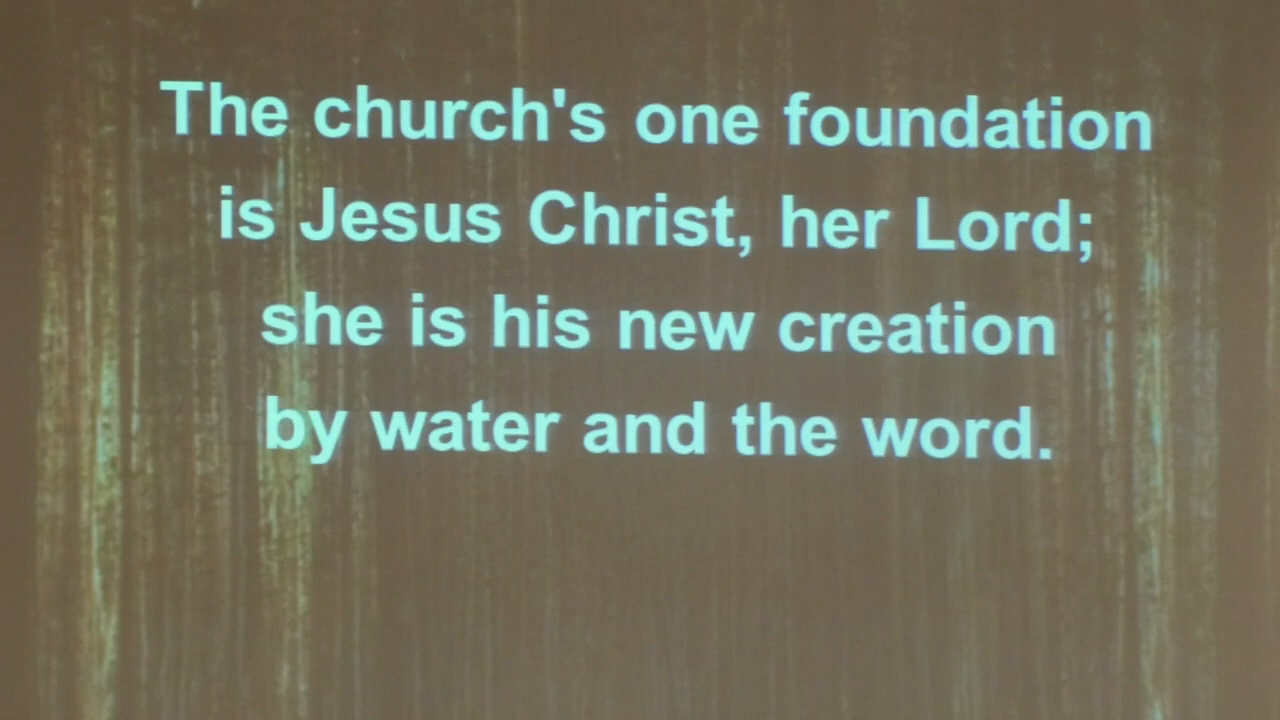 The church's one foundation
is Jesus Christ, her Lord;
she is his new creation
by water and the word.